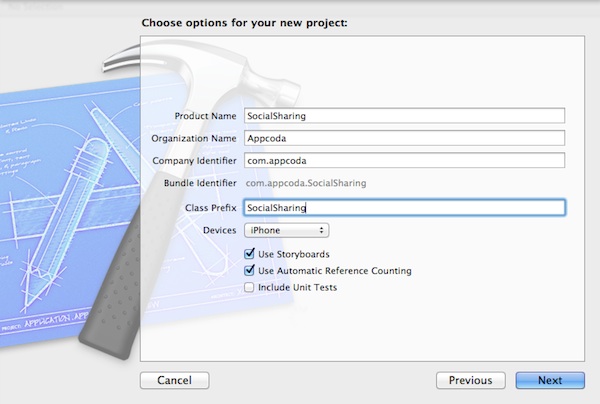 Choose options for your new project:
Product Name SocialSharing
Organization Name Appcoda
Company Identifier com.appcoda
Bundle Identifier com.appcoda.SocialSharing
Class Prefix SocialSharing
Devices iPhone
Use Storyboards
Use Automatic Reference Counting
Include Unit Tests
PROJECT: APPLICATION.APP
Cancel Previous Next